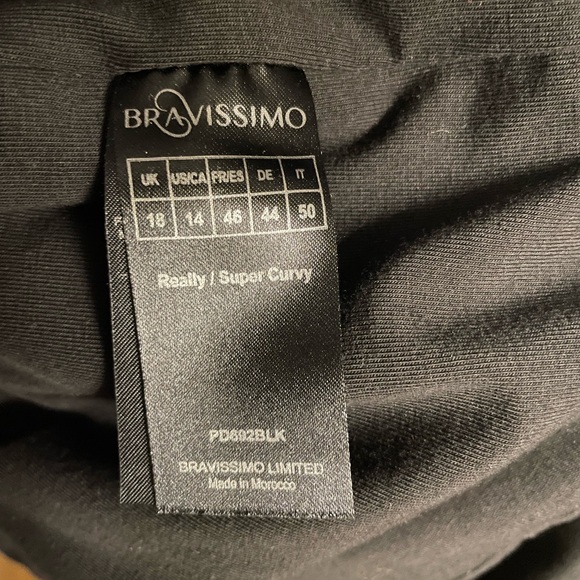 BRAVISSIMO
UK US/CA FR/ES DE IT
18 14 46 44 50
Really / Super Curvy
PD692BLK
BRAVISSIMO LIMITED
Made in Morocco